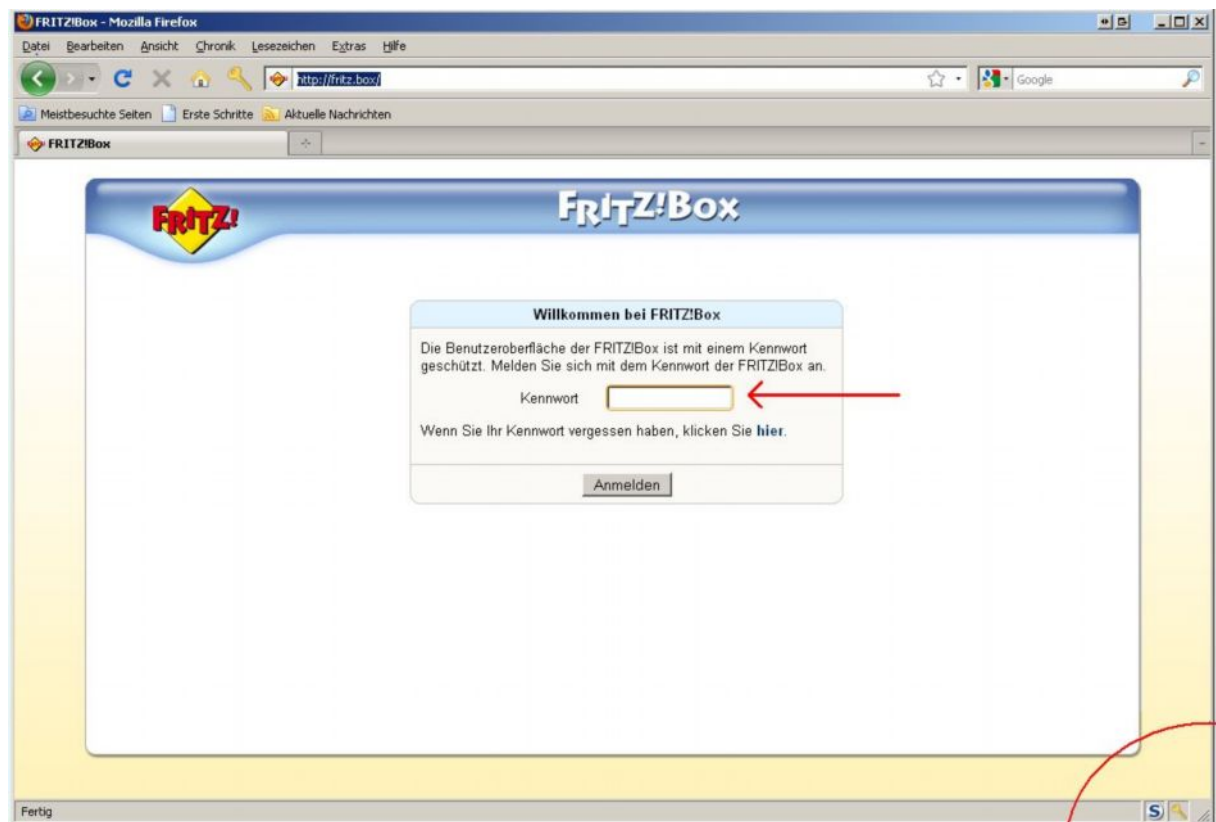 FRITZ!Box - Mozilla Firefox
Datei Bearbeiten Ansicht Chronik Lesezeichen Extras Hilfe
http://fritz.box/
Google
Meistbesuchte Seiten Erste Schritte Aktuelle Nachrichten
FRITZ!Box
FRITZ!
FRITZ!Box
Willkommen bei FRITZ!Box
Die Benutzeroberfläche der FRITZ!Box ist mit einem Kennwort
geschützt. Melden Sie sich mit dem Kennwort der FRITZ!Box an.
Kennwort
Wenn Sie Ihr Kennwort vergessen haben, klicken Sie hier.
Anmelden
Fertig
S